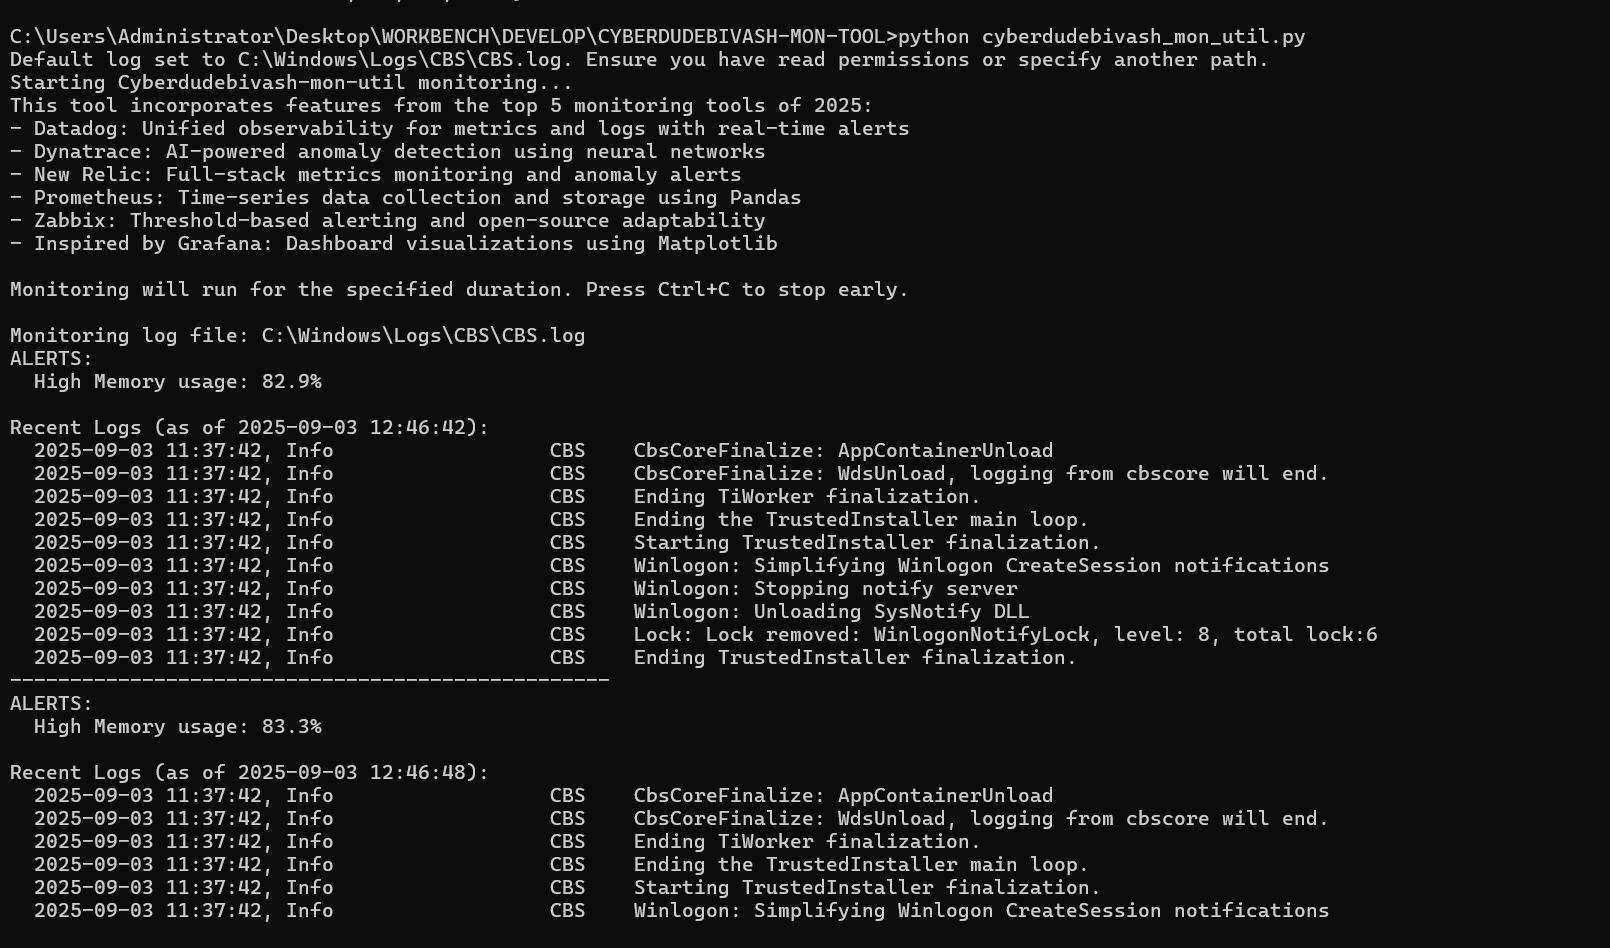 C:\Users\Administrator\Desktop\WORKBENCH\DEVELOP\CYBERDUDEBIVASH-MON-TOOL>python cyberdudebivash_mon_util.py
Default log set to C:\Windows\Logs\CBS\CBS.log. Ensure you have read permissions or specify another path.
Starting Cyberdudebivash-mon-util monitoring...
This tool incorporates features from the top 5 monitoring tools of 2025:
- Datadog: Unified observability for metrics and logs with real-time alerts
- Dynatrace: AI-powered anomaly detection using neural networks
- New Relic: Full-stack metrics monitoring and anomaly alerts
- Prometheus: Time-series data collection and storage using Pandas
- Zabbix: Threshold-based alerting and open-source adaptability
- Inspired by Grafana: Dashboard visualizations using Matplotlib
Monitoring will run for the specified duration. Press Ctrl+C to stop early.
Monitoring log file: C:\Windows\Logs\CBS\CBS.log
ALERTS:
High Memory usage: 82.9%
Recent Logs (as of 2025-09-03 12:46:42):
2025-09-03 11:37:42, Info CBS CbsCoreFinalize: AppContainerUnload
2025-09-03 11:37:42, Info CBS CbsCoreFinalize: WdsUnload, logging from cbscore will end.
2025-09-03 11:37:42, Info CBS Ending TiWorker finalization.
2025-09-03 11:37:42, Info CBS Ending the TrustedInstaller main loop.
2025-09-03 11:37:42, Info CBS Starting TrustedInstaller finalization.
2025-09-03 11:37:42, Info CBS Winlogon: Simplifying Winlogon CreateSession notifications
2025-09-03 11:37:42, Info CBS Winlogon: Stopping notify server
2025-09-03 11:37:42, Info CBS Winlogon: Unloading SysNotify DLL
2025-09-03 11:37:42, Info CBS Lock: Lock removed: WinlogonNotifyLock, level: 8, total lock:6
2025-09-03 11:37:42, Info CBS Ending TrustedInstaller finalization.
--------------------------------------------------
ALERTS:
High Memory usage: 83.3%
Recent Logs (as of 2025-09-03 12:46:48):
2025-09-03 11:37:42, Info CBS CbsCoreFinalize: AppContainerUnload
2025-09-03 11:37:42, Info CBS CbsCoreFinalize: WdsUnload, logging from cbscore will end.
2025-09-03 11:37:42, Info CBS Ending TiWorker finalization.
2025-09-03 11:37:42, Info CBS Ending the TrustedInstaller main loop.
2025-09-03 11:37:42, Info CBS Starting TrustedInstaller finalization.
2025-09-03 11:37:42, Info CBS Winlogon: Simplifying Winlogon CreateSession notifications